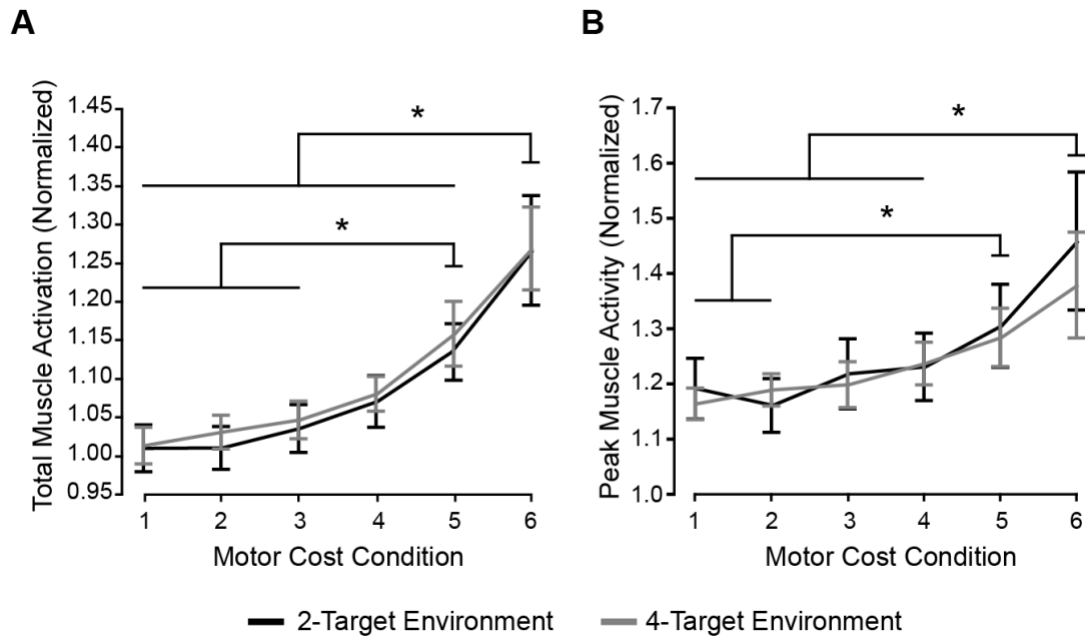 A
Total Muscle Activation (Normalized)
1.45
1.40
1.35
1.30
1.25
1.20
1.15
1.10
1.05
1.00
0.95
*
*
1 2 3 4 5 6
Motor Cost Condition
B
Peak Muscle Activity (Normalized)
1.7
1.6
1.5
1.4
1.3
1.2
1.1
1.0
*
*
1 2 3 4 5 6
Motor Cost Condition
2-Target Environment
4-Target Environment